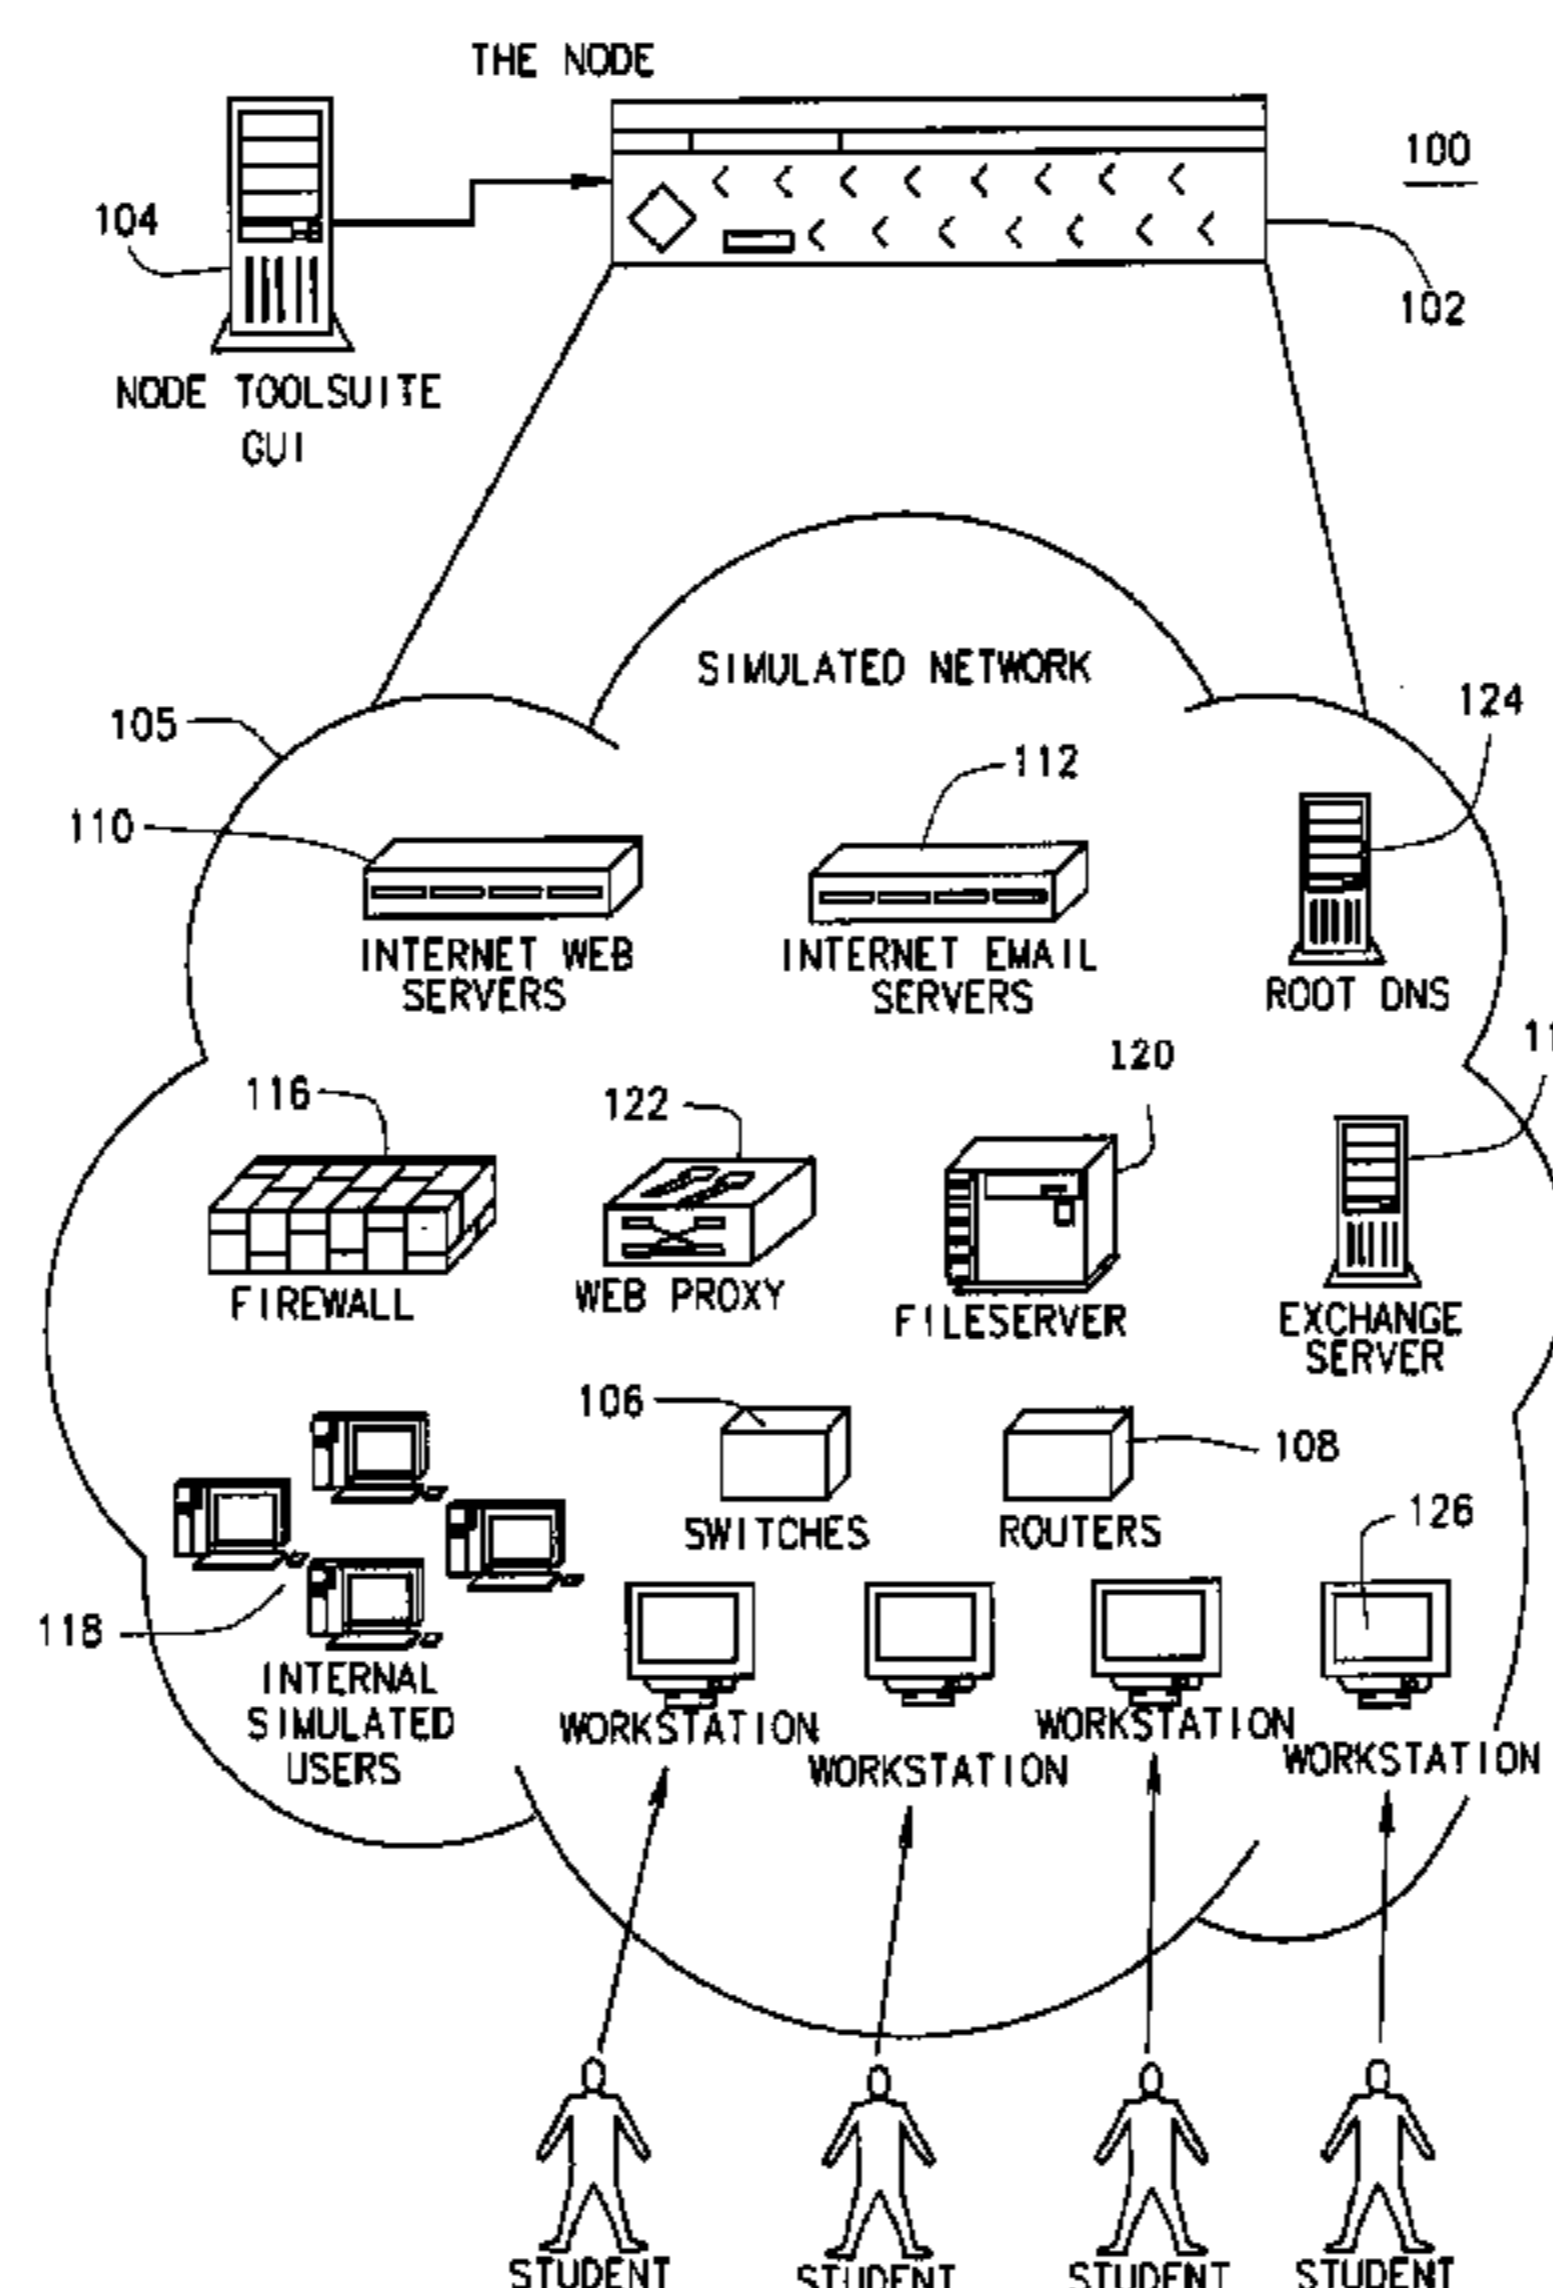 THE NODE
100
104
102
NODE TOOLSUITE
GUI
SIMULATED NETWORK
105
124
112
110
INTERNET WEB
SERVERS
INTERNET EMAIL
SERVERS
ROOT DNS
116
122
120
FIREWALL
WEB PROXY
FILESERVER
EXCHANGE
SERVER
106
108
SWITCHES
ROUTERS
126
118
INTERNAL
SIMULATED
USERS
WORKSTATION
WORKSTATION
WORKSTATION
WORKSTATION
STUDENT
STUDENT
STUDENT
STUDENT